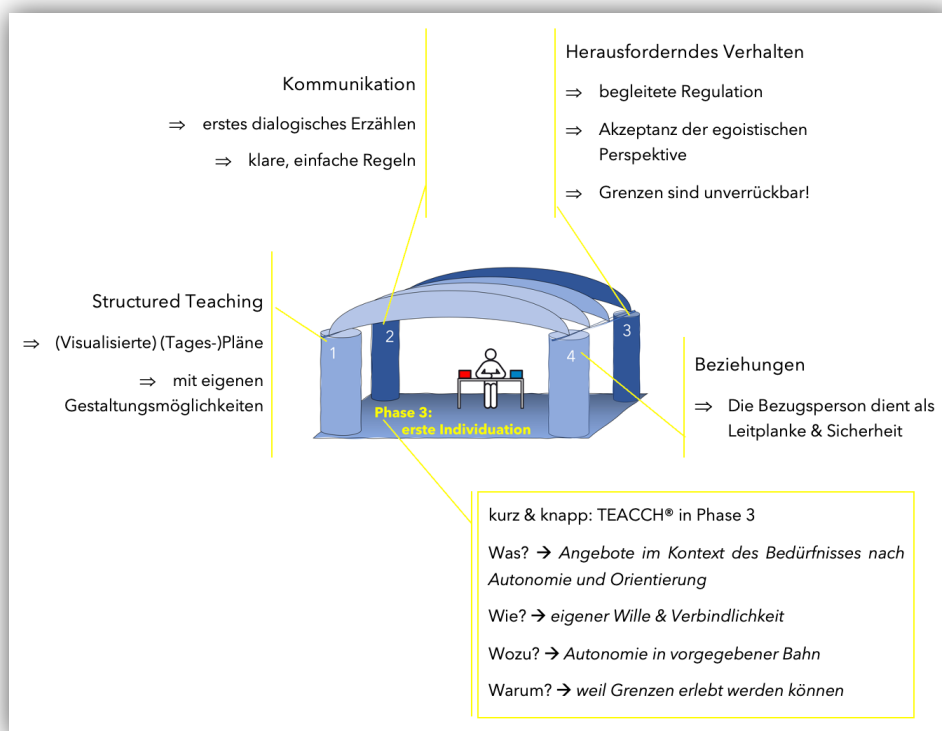 Kommunikation
⇒ erstes dialogisches Erzählen
⇒ klare, einfache Regeln
Herausforderndes Verhalten
⇒ begleitete Regulation
⇒ Akzeptanz der egoistischen
Perspektive
⇒ Grenzen sind unverrückbar!
Structured Teaching
⇒ (Visualisierte) (Tages-)Pläne
⇒ mit eigenen
Gestaltungsmöglichkeiten
1
2
3
4
Phase 3:
erste Individuation
Beziehungen
⇒ Die Bezugsperson dient als
Leitplanke & Sicherheit
kurz & knapp: TEACCH® in Phase 3
Was? → Angebote im Kontext des Bedürfnisses nach
Autonomie und Orientierung
Wie? → eigener Wille & Verbindlichkeit
Wozu? → Autonomie in vorgegebener Bahn
Warum? → weil Grenzen erlebt werden können